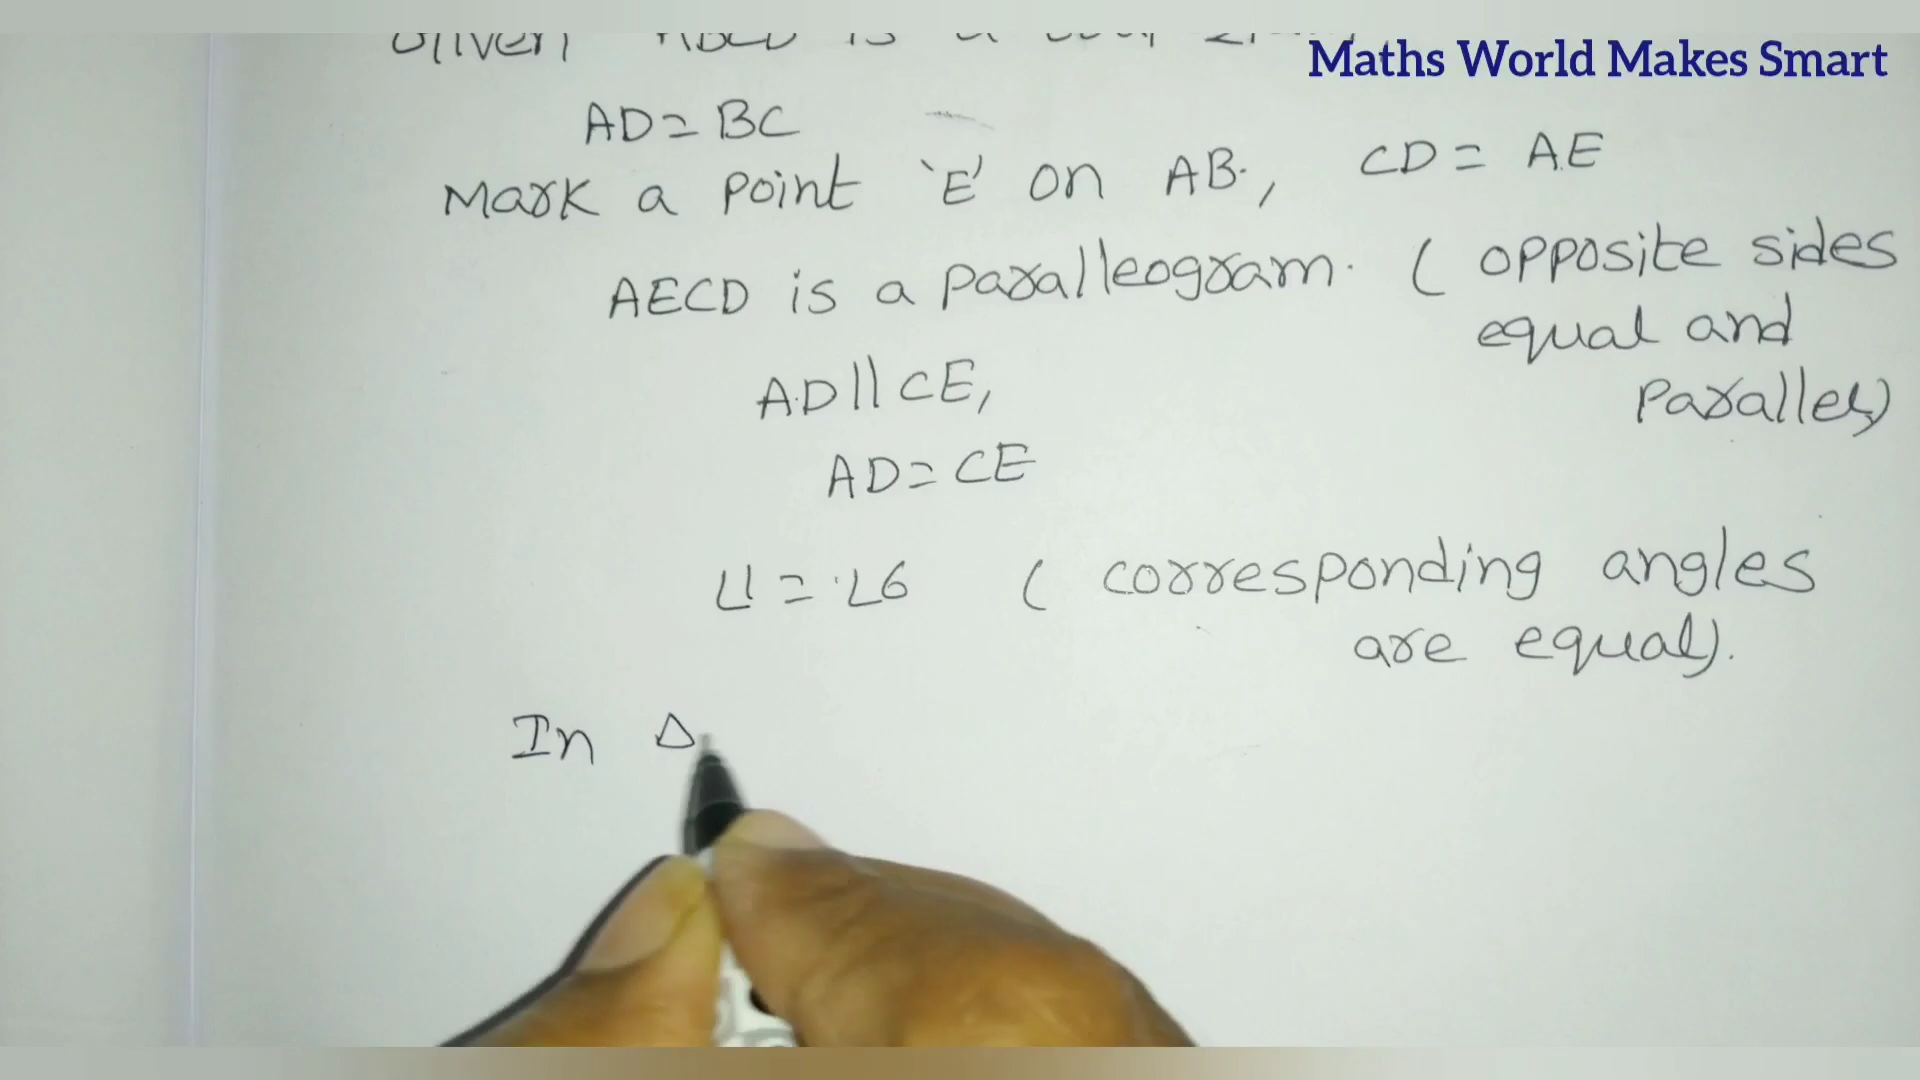 Maths World Makes Smart
AD = BC
Mark a point 'E' on AB., CD = AE
AECD is a paralleogram. ( opposite sides
equal and
parallel)
AD || CE,
AD = CE
∠1 = ∠6 ( corresponding angles
are equal).
In Δ